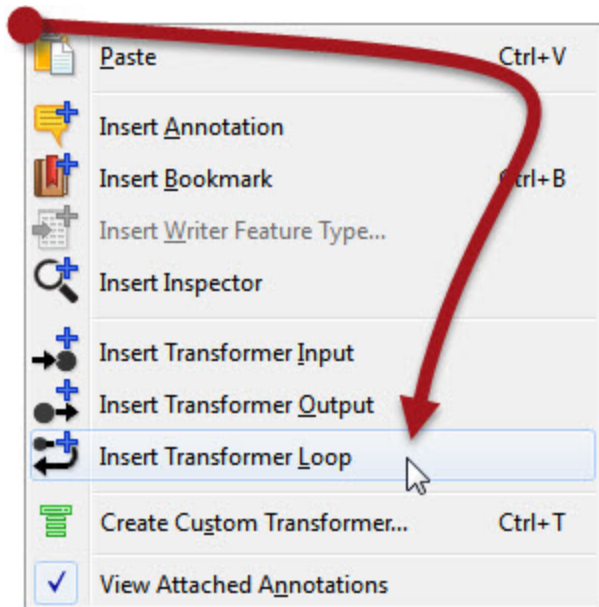 Paste Ctrl+V
Insert Annotation
Insert Bookmark Ctrl+B
Insert Writer Feature Type...
Insert Inspector
Insert Transformer Input
Insert Transformer Output
Insert Transformer Loop
Create Custom Transformer... Ctrl+T
View Attached Annotations